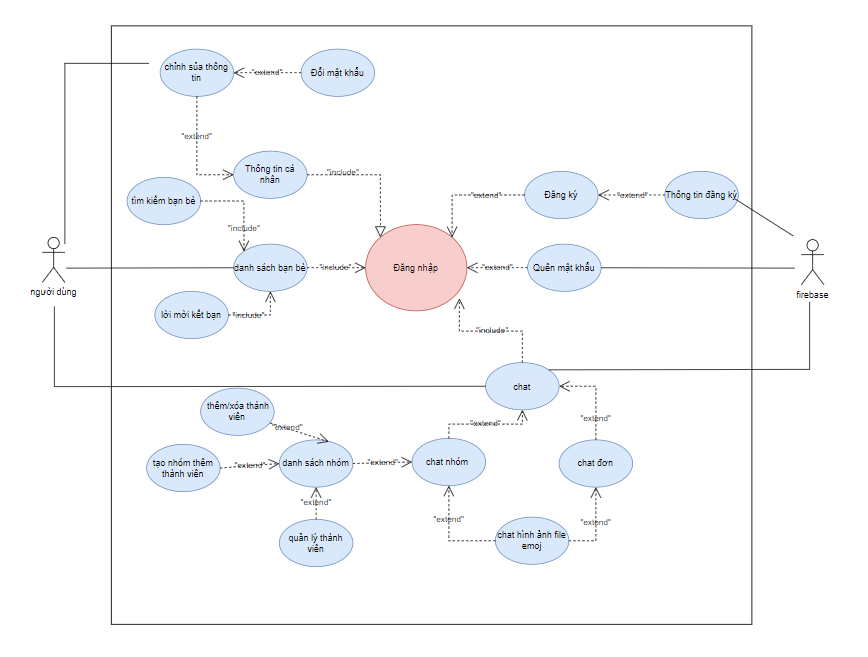 chỉnh sủa thông
tin
"extend"
Đổi mật khẩu
"extend"
Thông tin cá
nhân
"include"
tìm kiếm bạn bè
"include"
Đăng ký
"extend"
"extend"
Thông tin đăng ký
danh sách bạn bè
"include"
Đăng nhập
"extend"
Quên mật khẩu
người dùng
firebase
lời mời kết bạn
"include"
"include"
chat
thêm/xóa thành
viên
"extend"
"extend"
"extend"
tạo nhóm thêm
thành viên
"extend"
danh sách nhóm
"extend"
chat nhóm
chat đơn
"extend"
"extend"
"extend"
quản lý thành
viên
chat hình ảnh file
emoj